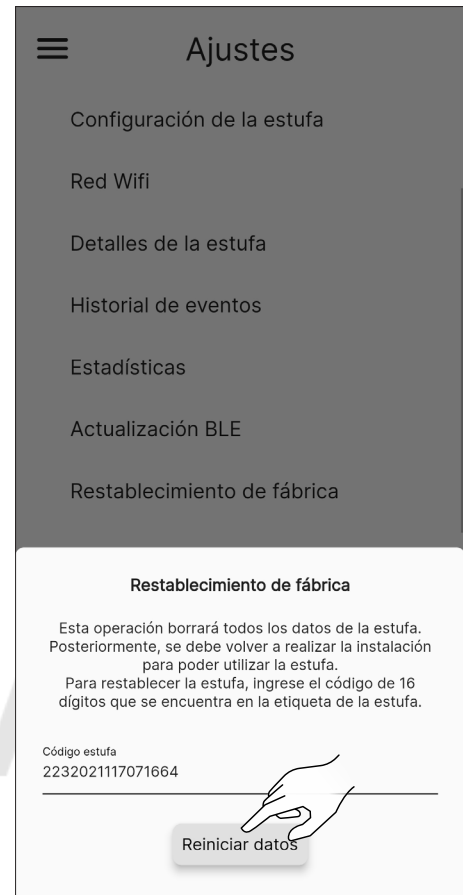 Ajustes
Configuración de la estufa
Red Wifi
Detalles de la estufa
Historial de eventos
Estadísticas
Actualización BLE
Restablecimiento de fábrica
Restablecimiento de fábrica
Esta operación borrará todos los datos de la estufa.
Posteriormente, se debe volver a realizar la instalación
para poder utilizar la estufa.
Para restablecer la estufa, ingrese el código de 16
dígitos que se encuentra en la etiqueta de la estufa.
Código estufa
2232021117071664
Reiniciar datos